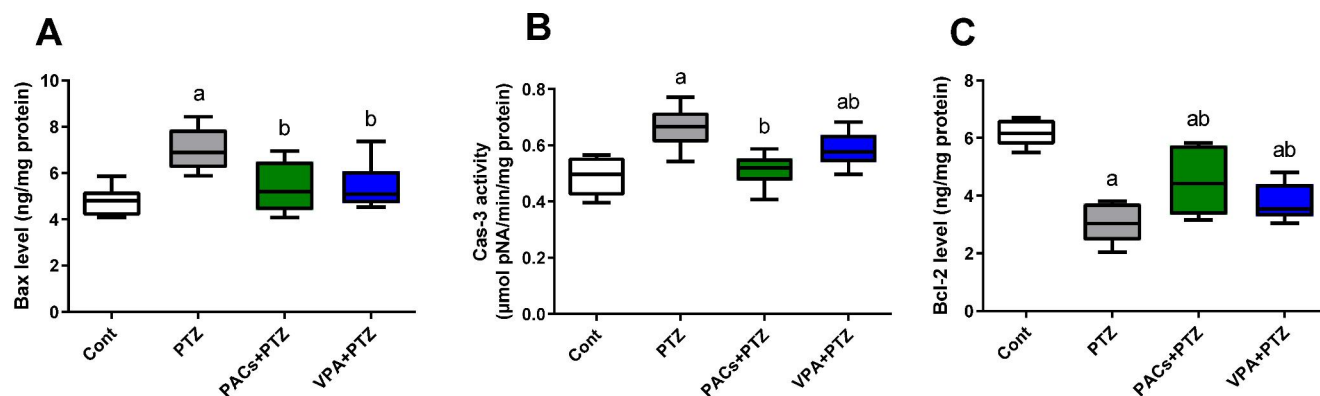 A
Bax level (ng/mg protein)
10
8
6
4
2
0
a
b
b
Cont
PTZ
PACs+PTZ
VPA+PTZ
B
Cas-3 activity
(μmol pNA/min/mg protein)
0.8
0.6
0.4
0.2
0.0
a
b
ab
Cont
PTZ
PACs+PTZ
VPA+PTZ
C
Bcl-2 level (ng/mg protein)
8
6
4
2
0
a
ab
ab
Cont
PTZ
PACs+PTZ
VPA+PTZ